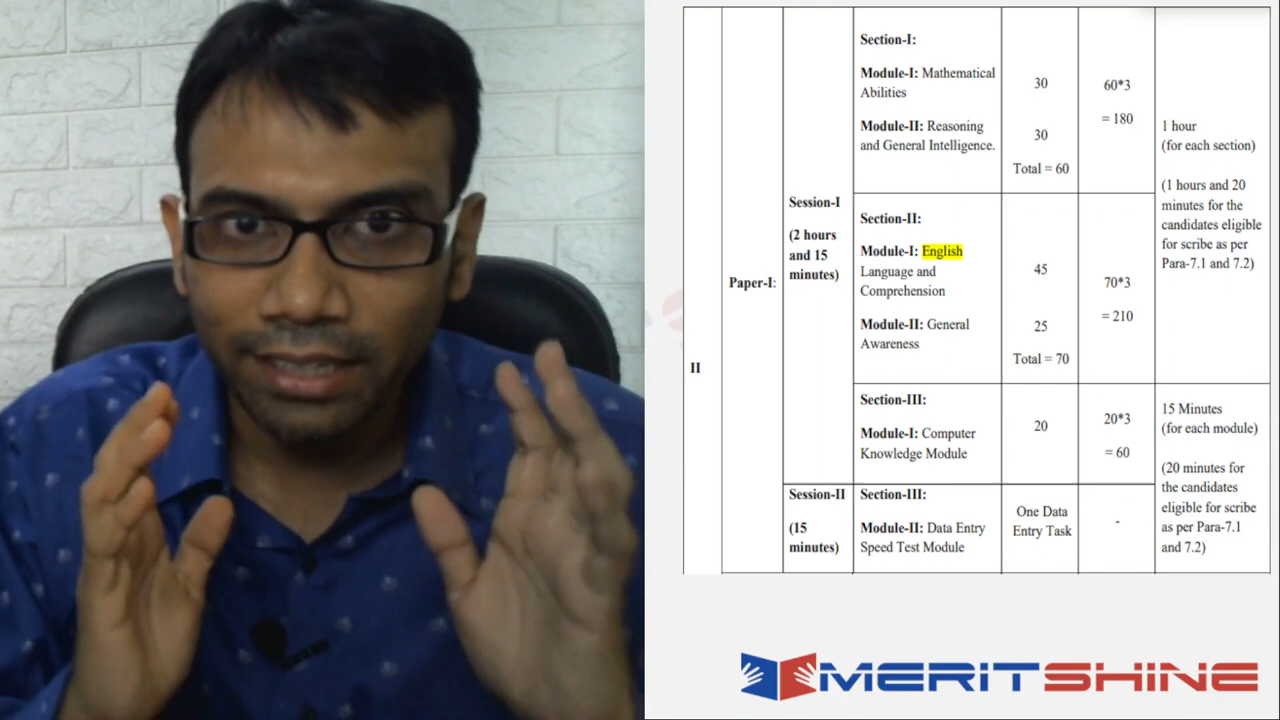 II
Paper-I:
Session-I
(2 hours
and 15
minutes)
Section-I:
Module-I: Mathematical
Abilities
Module-II: Reasoning
and General Intelligence.
30
30
Total = 60
60*3
= 180
1 hour
(for each section)
(1 hours and 20
minutes for the
candidates eligible
for scribe as per
Para-7.1 and 7.2)
Section-II:
Module-I: English
Language and
Comprehension
Module-II: General
Awareness
45
25
Total = 70
70*3
= 210
Section-III:
Module-I: Computer
Knowledge Module
20
20*3
= 60
15 Minutes
(for each module)
(20 minutes for
the candidates
eligible for scribe
as per Para-7.1
and 7.2)
Session-II
(15
minutes)
Section-III:
Module-II: Data Entry
Speed Test Module
One Data
Entry Task
-
MERITSHINE